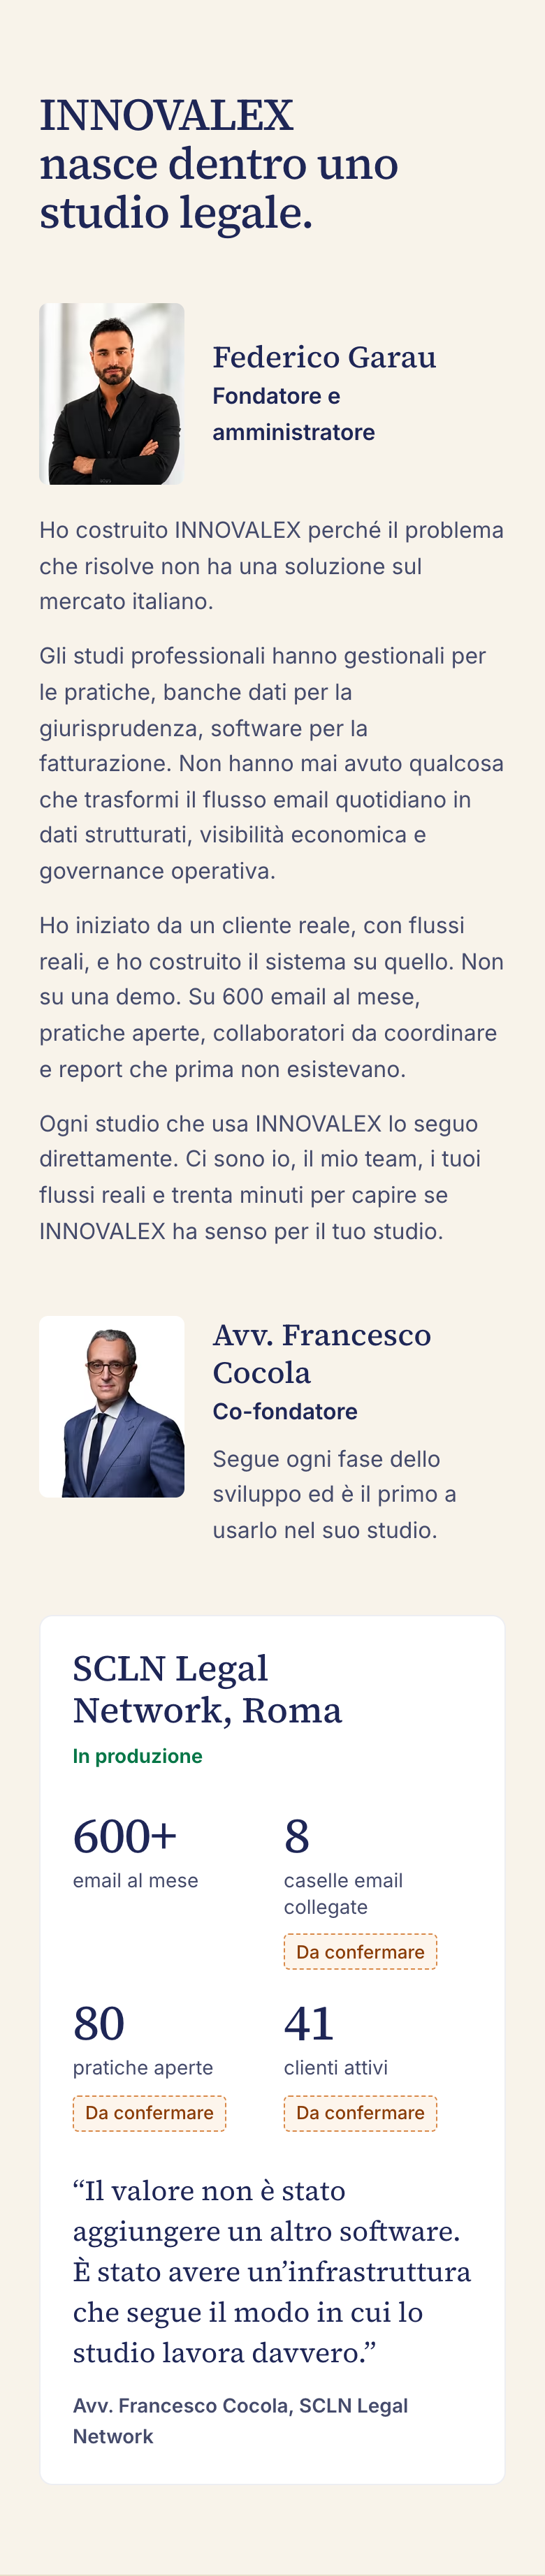 INNOVALEX
nasce dentro uno
studio legale.
Federico Garau
Fondatore e
amministratore
Ho costruito INNOVALEX perché il problema
che risolve non ha una soluzione sul
mercato italiano.
Gli studi professionali hanno gestionali per
le pratiche, banche dati per la
giurisprudenza, software per la
fatturazione. Non hanno mai avuto qualcosa
che trasformi il flusso email quotidiano in
dati strutturati, visibilità economica e
governance operativa.
Ho iniziato da un cliente reale, con flussi
reali, e ho costruito il sistema su quello. Non
su una demo. Su 600 email al mese,
pratiche aperte, collaboratori da coordinare
e report che prima non esistevano.
Ogni studio che usa INNOVALEX lo seguo
direttamente. Ci sono io, il mio team, i tuoi
flussi reali e trenta minuti per capire se
INNOVALEX ha senso per il tuo studio.
Avv. Francesco
Cocola
Co-fondatore
Segue ogni fase dello
sviluppo ed è il primo a
usarlo nel suo studio.
SCLN Legal
Network, Roma
In produzione
600+
email al mese
8
caselle email
collegate
Da confermare
80
pratiche aperte
Da confermare
41
clienti attivi
Da confermare
“Il valore non è stato
aggiungere un altro software.
È stato avere un’infrastruttura
che segue il modo in cui lo
studio lavora davvero.”
Avv. Francesco Cocola, SCLN Legal
Network